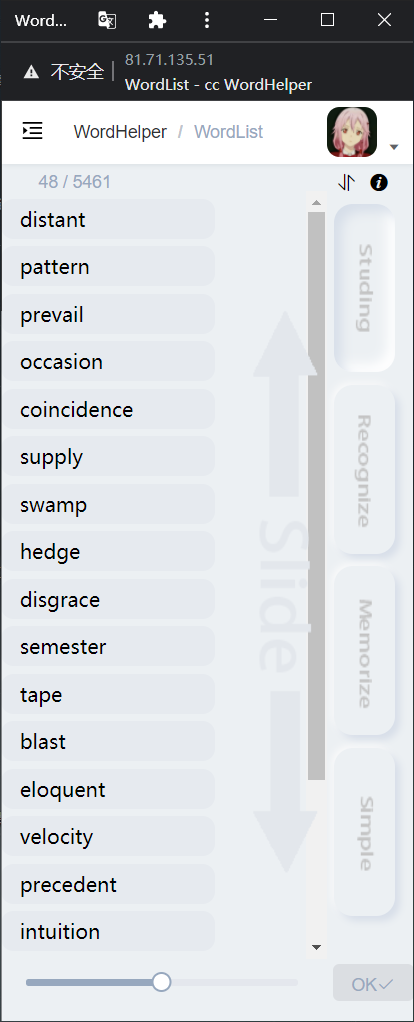 Word...
不安全
81.71.135.51
WordList - cc WordHelper
WordHelper / WordList
48 / 5461
distant
pattern
prevail
occasion
coincidence
supply
swamp
hedge
disgrace
semester
tape
blast
eloquent
velocity
precedent
intuition
Slide
Studing
Recognize
Memorize
Simple
OK